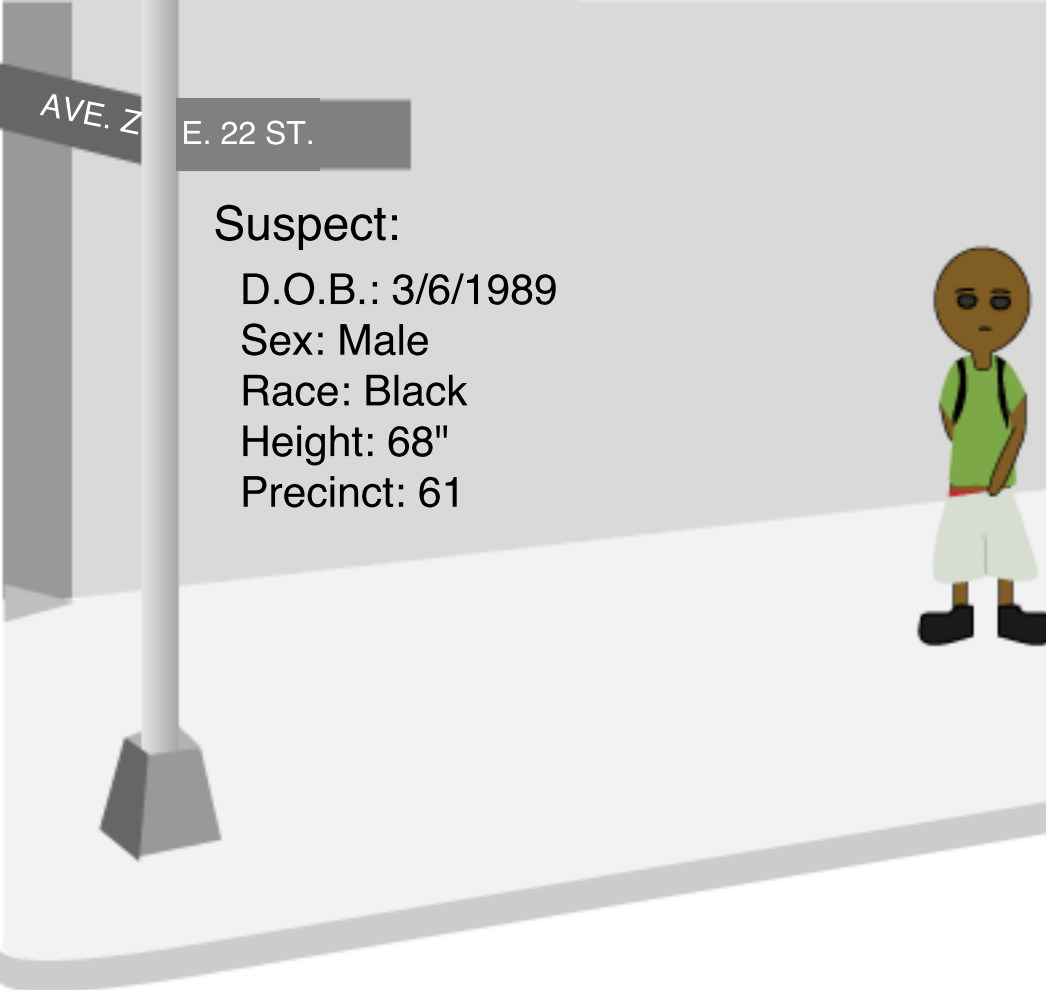 AVE. Z
E. 22 ST.
Suspect:
D.O.B.: 3/6/1989
Sex: Male
Race: Black
Height: 68"
Precinct: 61